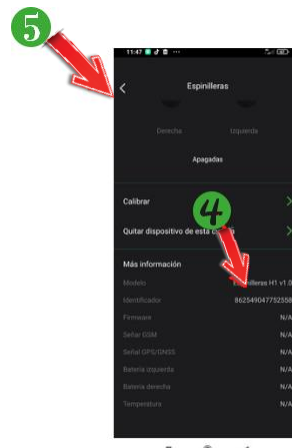 5
11:47
Espinilleras
Derecha Izquierda
Apagadas
Calibrar
4
Quitar dispositivo de esta
Más información
Modelo Espinilleras H1 v1.0
Identificador 862549047752558
Firmware N/A
Señar GSM N/A
Señal GPS/GNSS N/A
Batería izquierda N/A
Batería derecha N/A
Temperatura N/A